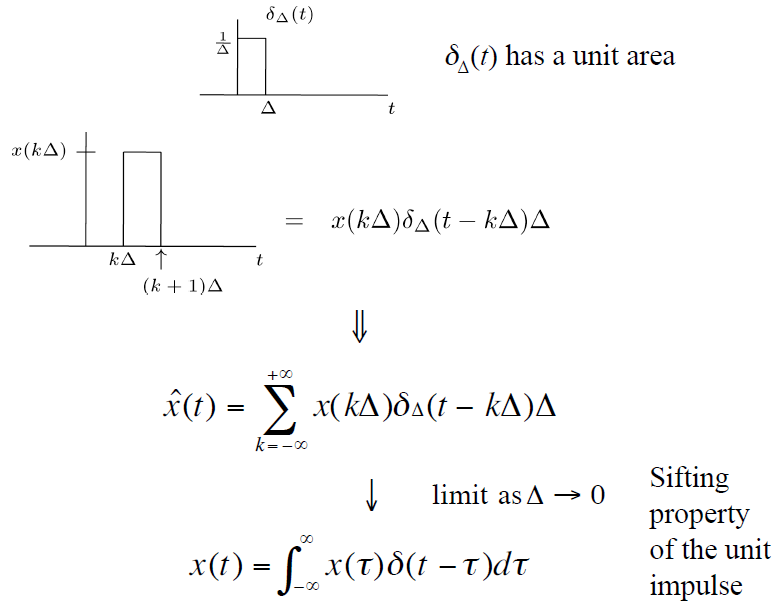 δ_Δ(t)
1/Δ
δ_Δ(t) has a unit area
Δ
t
x(kΔ)
= x(kΔ)δ_Δ(t − kΔ)Δ
kΔ ↑ t
(k + 1)Δ
⇓
x̂(t) = ∑_{k=−∞}^{+∞} x(kΔ)δ_Δ(t − kΔ)Δ
↓ limit as Δ → 0
Sifting
property
of the unit
impulse
x(t) = ∫_{−∞}^{∞} x(τ)δ(t − τ)dτ